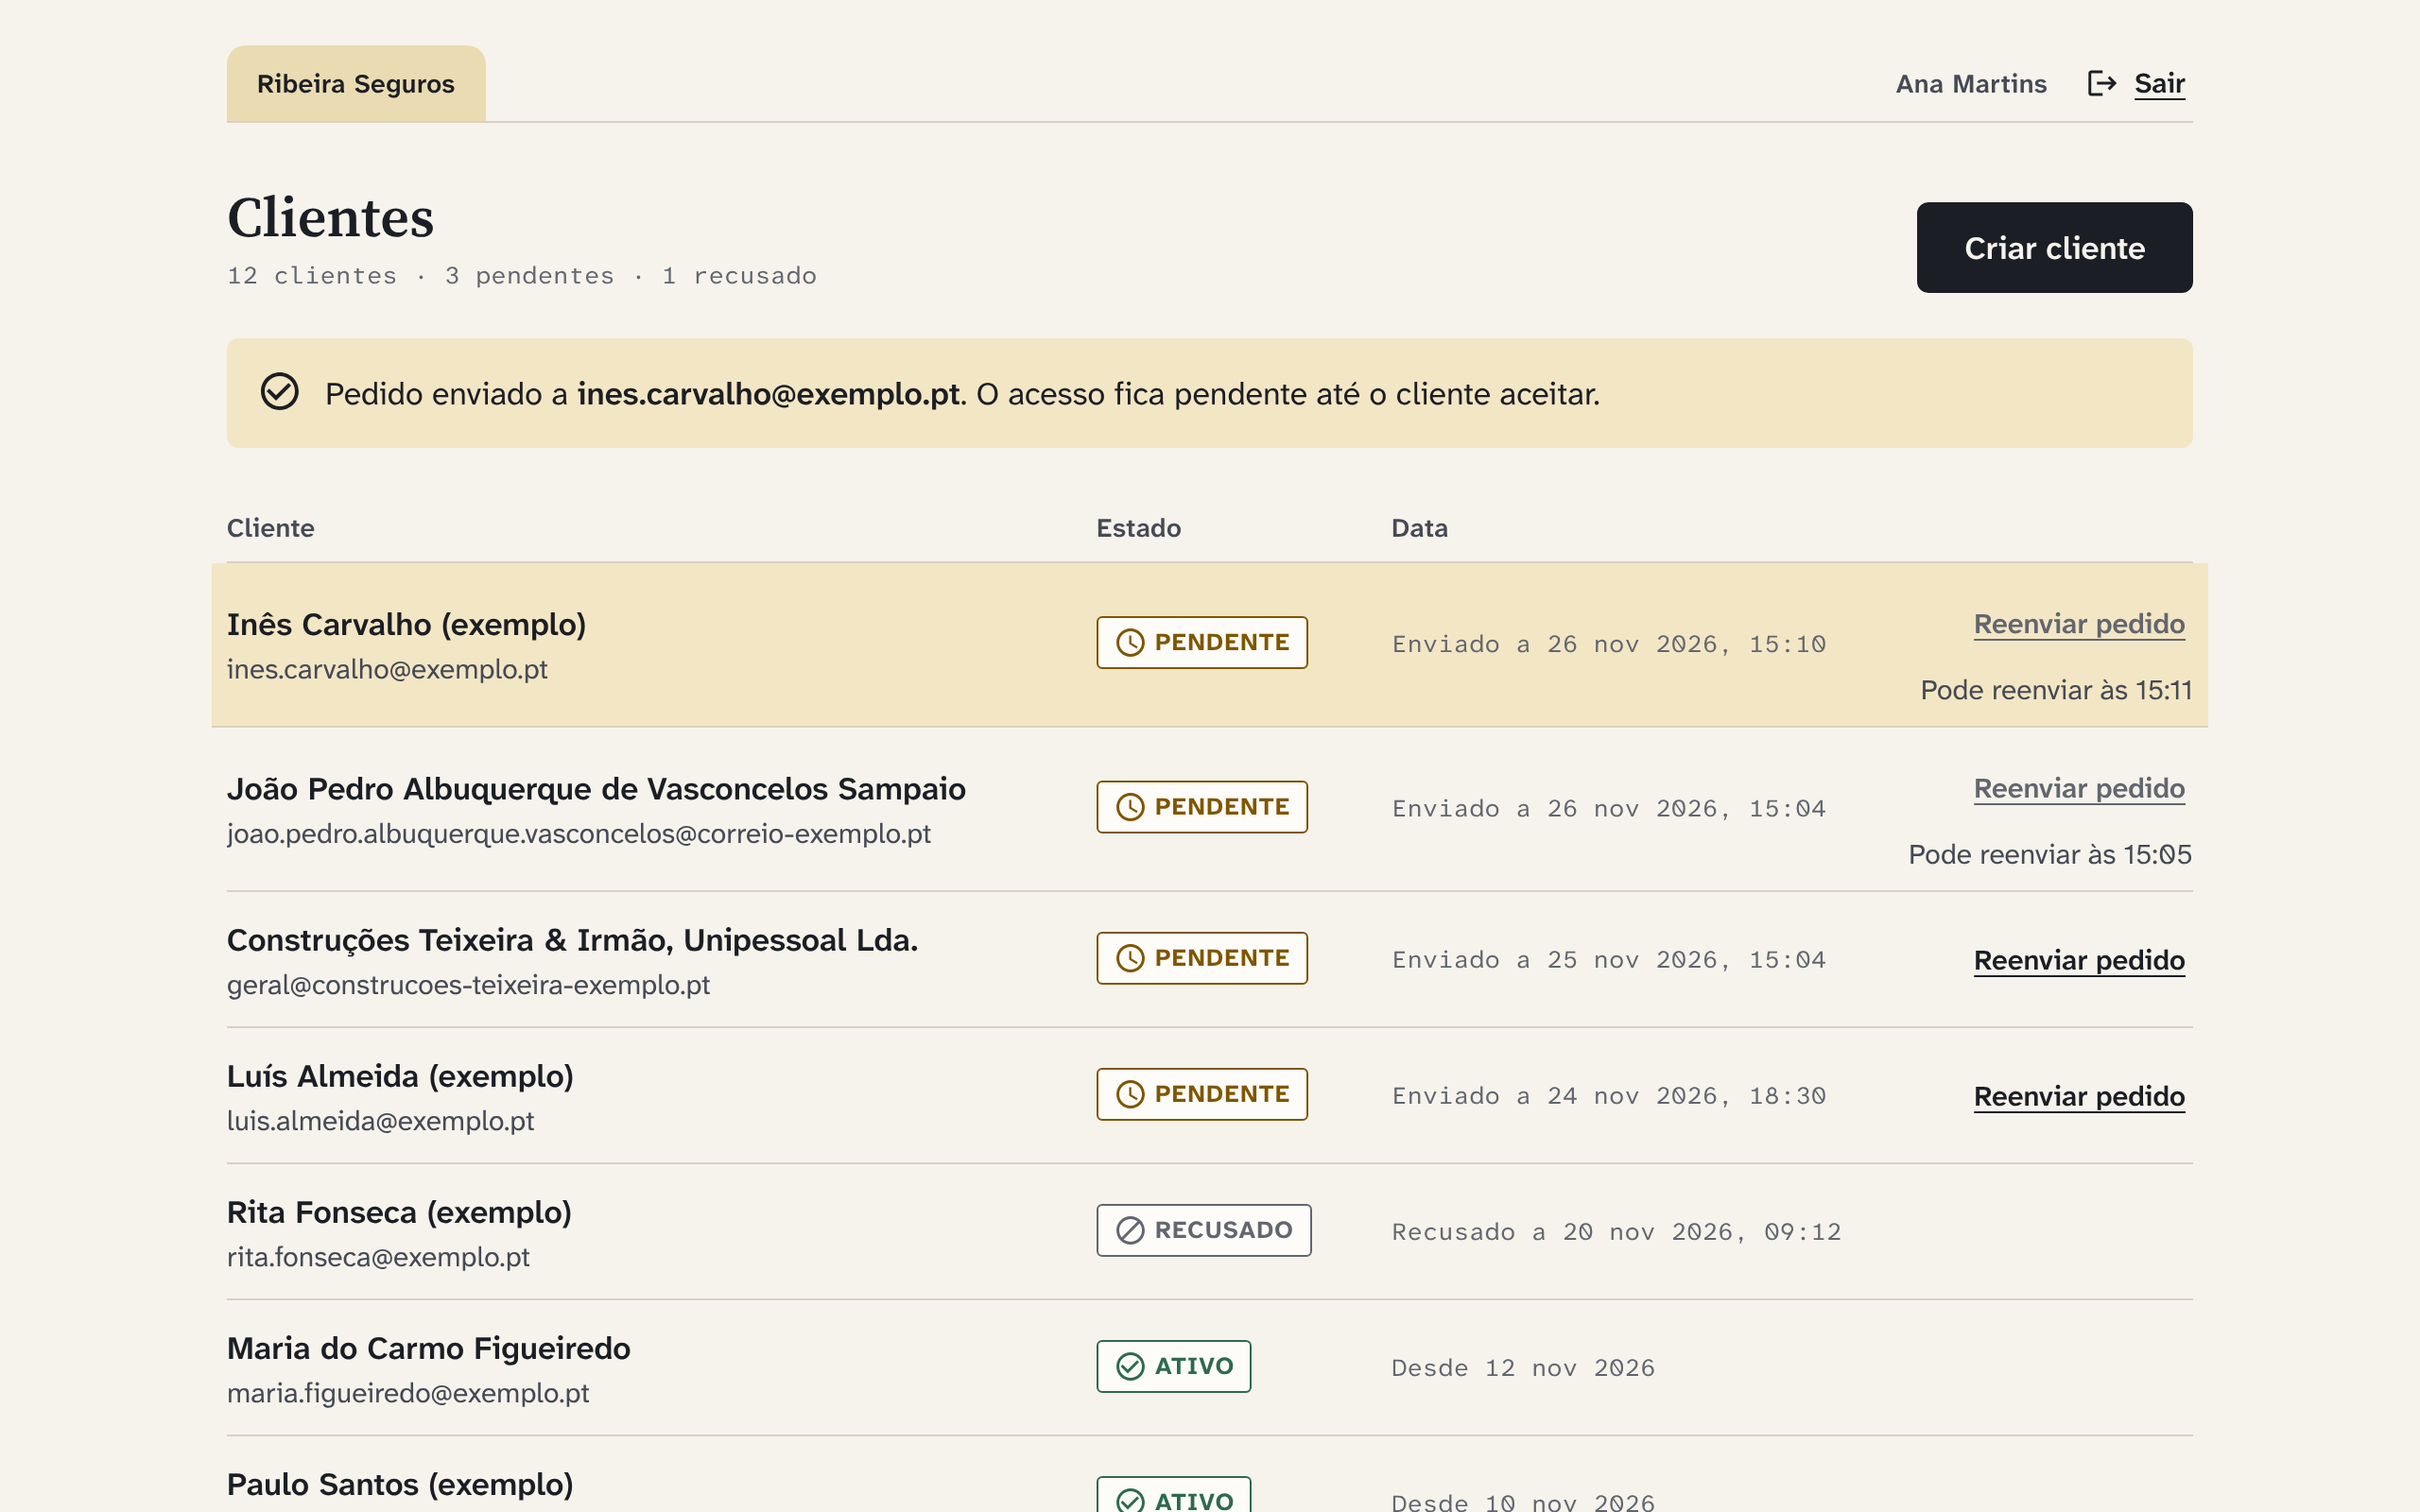 Ribeira Seguros
Ana Martins
Sair
Clientes
12 clientes · 3 pendentes · 1 recusado
Criar cliente
Pedido enviado a ines.carvalho@exemplo.pt. O acesso fica pendente até o cliente aceitar.
Cliente Estado Data
Inês Carvalho (exemplo)
ines.carvalho@exemplo.pt
PENDENTE
Enviado a 26 nov 2026, 15:10
Reenviar pedido
Pode reenviar às 15:11
João Pedro Albuquerque de Vasconcelos Sampaio
joao.pedro.albuquerque.vasconcelos@correio-exemplo.pt
PENDENTE
Enviado a 26 nov 2026, 15:04
Reenviar pedido
Pode reenviar às 15:05
Construções Teixeira & Irmão, Unipessoal Lda.
geral@construcoes-teixeira-exemplo.pt
PENDENTE
Enviado a 25 nov 2026, 15:04
Reenviar pedido
Luís Almeida (exemplo)
luis.almeida@exemplo.pt
PENDENTE
Enviado a 24 nov 2026, 18:30
Reenviar pedido
Rita Fonseca (exemplo)
rita.fonseca@exemplo.pt
RECUSADO
Recusado a 20 nov 2026, 09:12
Maria do Carmo Figueiredo
maria.figueiredo@exemplo.pt
ATIVO
Desde 12 nov 2026
Paulo Santos (exemplo)
ATIVO
Desde 10 nov 2026